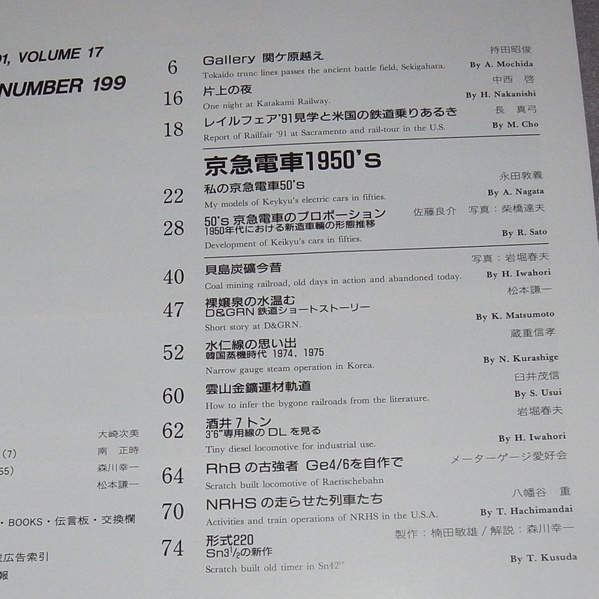 91, VOLUME 17
NUMBER 199
6 Gallery 関ケ原越え 持田昭俊
Tokaido trunc lines passes the ancient battle field, Sekigahara. By A. Mochida
16 片上の夜 中西 啓
One night at Katakami Railway. By H. Nakanishi
18 レイルフェア'91見学と米国の鉄道乗りあるき 長 真弓
Report of Railfair '91 at Sacramento and rail-tour in the U.S. By M. Cho
京急電車1950's
22 私の京急電車50's 永田敦義
My models of Keykyu's electric cars in fifties. By A. Nagata
28 50's 京急電車のプロポーション 佐藤良介 写真:柴橋達夫
1950年代における新造車輛の形態推移
Development of Keikyu's cars in fifties. By R. Sato
40 貝島炭礦今昔 写真:岩堀春夫
Coal mining railroad, old days in action and abandoned today. By H. Iwahori
47 裸嬢泉の水温む 松本謙一
D&GRN 鉄道ショートストーリー
Short story at D&GRN. By K. Matsumoto
52 水仁線の思い出 蔵重信孝
韓国蒸機時代 1974, 1975
Narrow gauge steam operation in Korea. By N. Kurashige
60 雲山金鑛運材軌道 臼井茂信
How to infer the bygone railroads from the literature. By S. Usui
62 酒井7トン 岩堀春夫
3'6"専用線の DL を見る
Tiny diesel locomotive for industrial use. By H. Iwahori
64 RhB の古強者 Ge4/6を自作で メーターゲージ愛好会
Scratch built locomotive of Raetischebahn
70 NRHS の走らせた列車たち 八幡谷 重
Activities and train operations of NRHS in the U.S.A. By T. Hachimandai
74 形式220 製作:楠田敏雄/解説:森川幸一
Sn3½の新作
Scratch built old timer in Sn42" By T. Kusuda
大崎次美
(7) 南 正時
55) 森川幸一
松本謙一
・BOOKS・伝言板・交換欄
広告索引
報